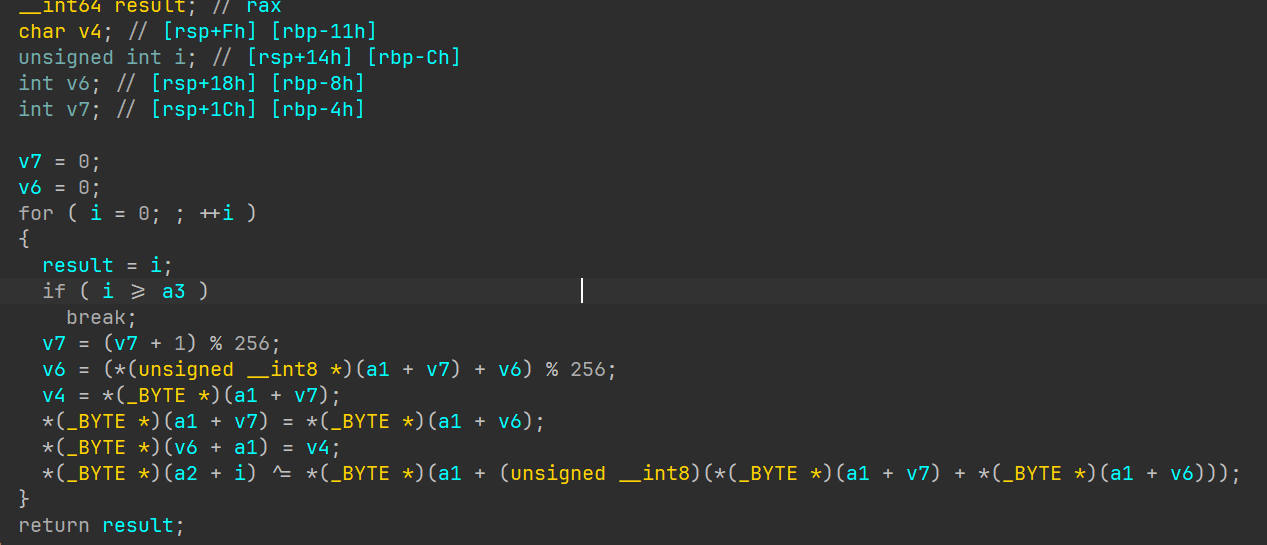 __int64 result; // rax
char v4; // [rsp+Fh] [rbp-11h]
unsigned int i; // [rsp+14h] [rbp-Ch]
int v6; // [rsp+18h] [rbp-8h]
int v7; // [rsp+1Ch] [rbp-4h]
v7 = 0;
v6 = 0;
for ( i = 0; ; ++i )
{
result = i;
if ( i >= a3 )
break;
v7 = (v7 + 1) % 256;
v6 = (*(unsigned __int8 *)(a1 + v7) + v6) % 256;
v4 = *(_BYTE *)(a1 + v7);
*(_BYTE *)(a1 + v7) = *(_BYTE *)(a1 + v6);
*(_BYTE *)(v6 + a1) = v4;
*(_BYTE *)(a2 + i) ^= *(_BYTE *)(a1 + (unsigned __int8)(*(_BYTE *)(a1 + v7) + *(_BYTE *)(a1 + v6)));
}
return result;